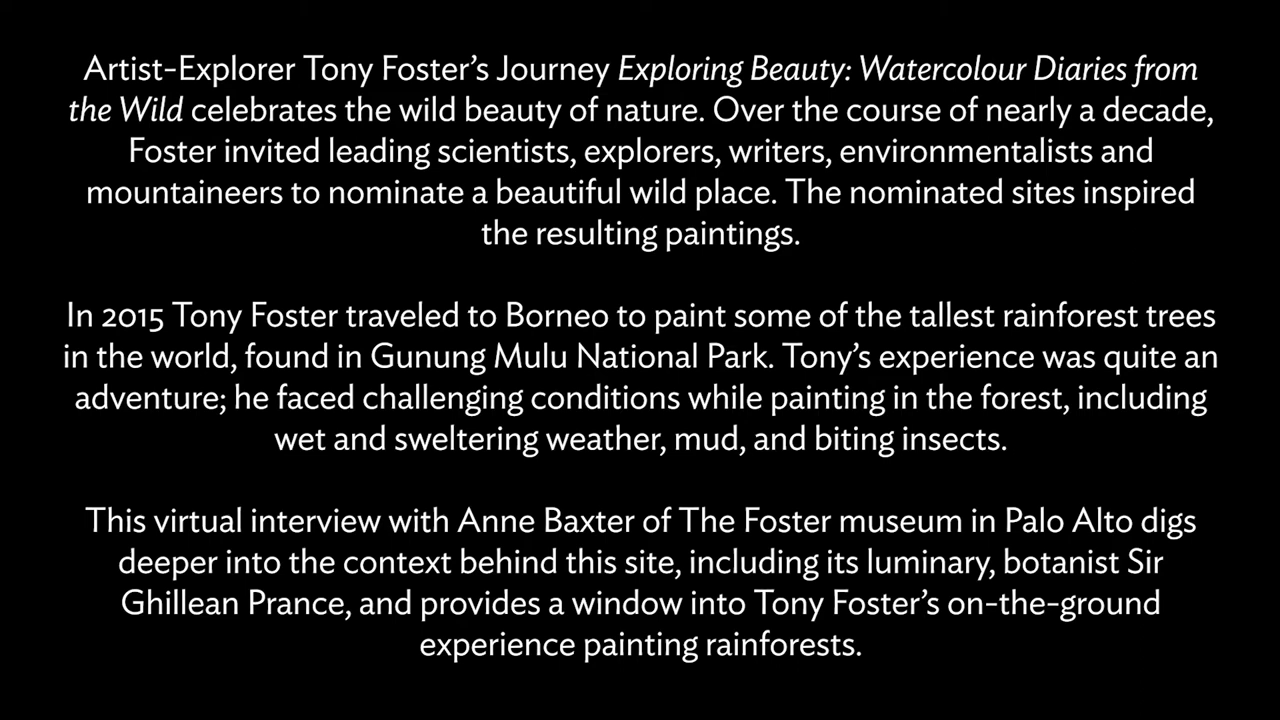 Artist-Explorer Tony Foster’s Journey Exploring Beauty: Watercolour Diaries from
the Wild celebrates the wild beauty of nature. Over the course of nearly a decade,
Foster invited leading scientists, explorers, writers, environmentalists and
mountaineers to nominate a beautiful wild place. The nominated sites inspired
the resulting paintings.
In 2015 Tony Foster traveled to Borneo to paint some of the tallest rainforest trees
in the world, found in Gunung Mulu National Park. Tony’s experience was quite an
adventure; he faced challenging conditions while painting in the forest, including
wet and sweltering weather, mud, and biting insects.
This virtual interview with Anne Baxter of The Foster museum in Palo Alto digs
deeper into the context behind this site, including its luminary, botanist Sir
Ghillean Prance, and provides a window into Tony Foster’s on-the-ground
experience painting rainforests.